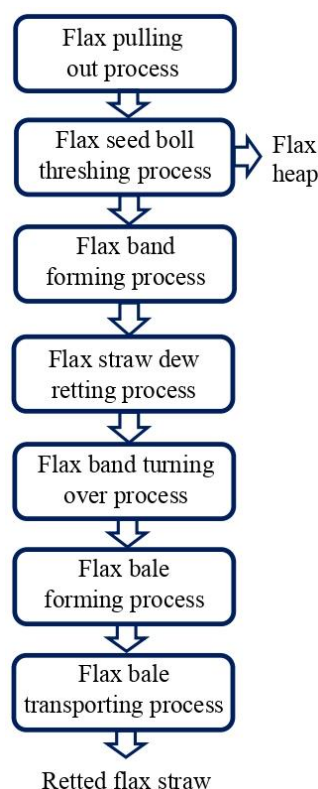 Flax pulling
out process
Flax seed boll
threshing process
Flax
heap
Flax band
forming process
Flax straw dew
retting process
Flax band turning
over process
Flax bale
forming process
Flax bale
transporting process
Retted flax straw